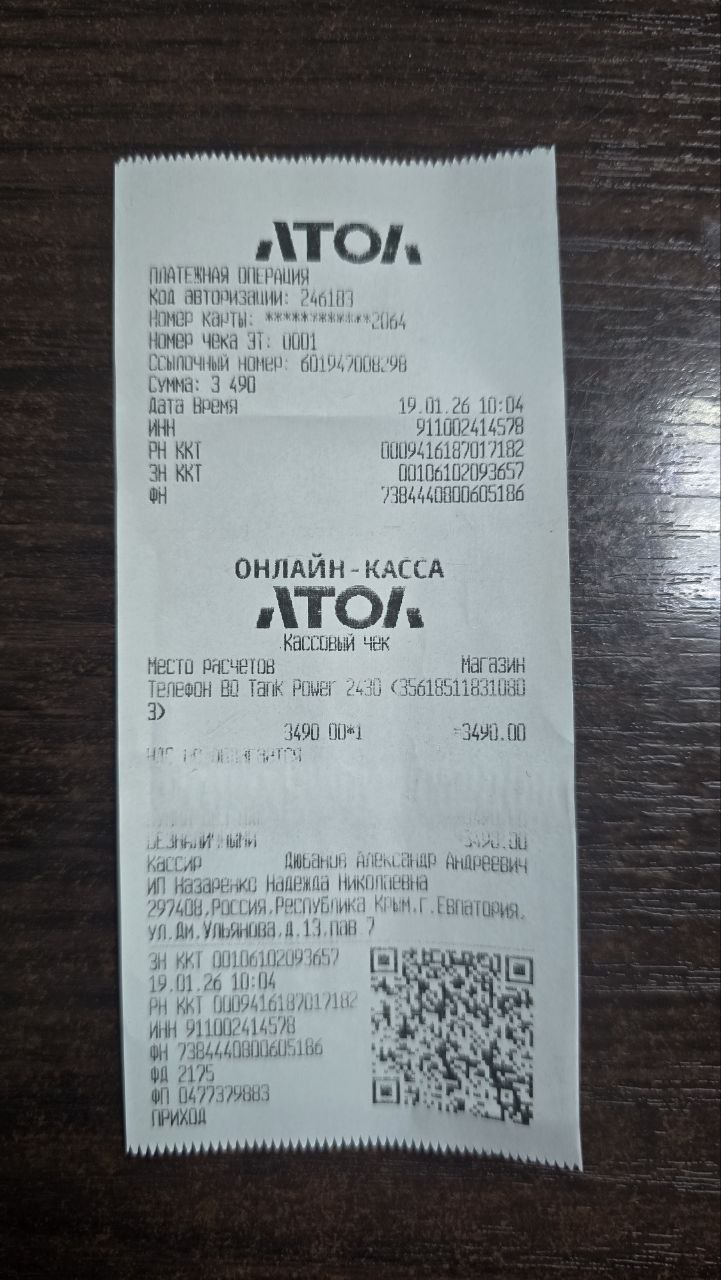 АТОЛ
ПЛАТЕЖНАЯ ОПЕРАЦИЯ
Код авторизации: 246183
Номер карты: ************2064
Номер чека ЭТ: 0001
Ссылочный номер:
Сумма: 3 490
Дата Время 19.01.26 10:04
ИНН 911002414578
РН ККТ 0009416187017182
ЗН ККТ 00106102093657
ФН 7384440800605186
ОНЛАЙН-КАССА
АТОЛ
Кассовый чек
Место расчетов Магазин
Телефон BQ Tank Power 2430 (35618511831080
3)
3490.00*1 =3490.00
НДС НЕ ОБЛАГАЕТСЯ
БЕЗНАЛИЧНЫМИ =3490.00
Кассир Дюбанов Александр Андреевич
ИП Назаренко Надежда Николаевна
297408,Россия,Республика Крым,г.Евпатория,
ул.Дм.Ульянова,д.13,пав.7
ЗН ККТ 00106102093657
19.01.26 10:04
РН ККТ 0009416187017182
ИНН 911002414578
ФН 7384440800605186
ФД 2175
ФП 0477379883
ПРИХОД